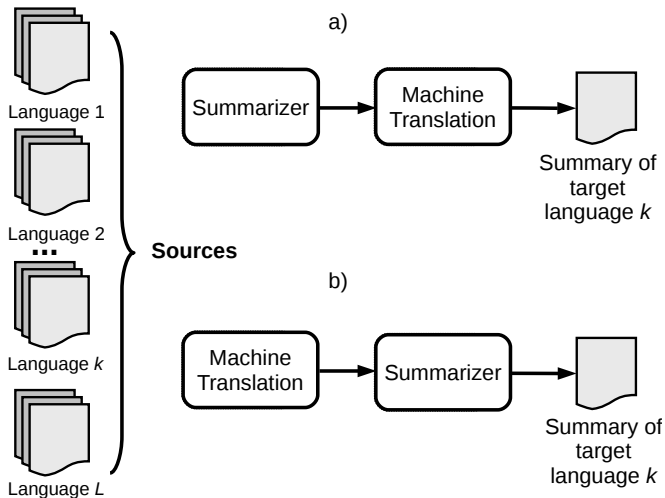 Language 1
Language 2
...
Language k
Language L
Sources
a)
Summarizer
Machine
Translation
Summary of
target
language k
b)
Machine
Translation
Summarizer
Summary of
target
language k